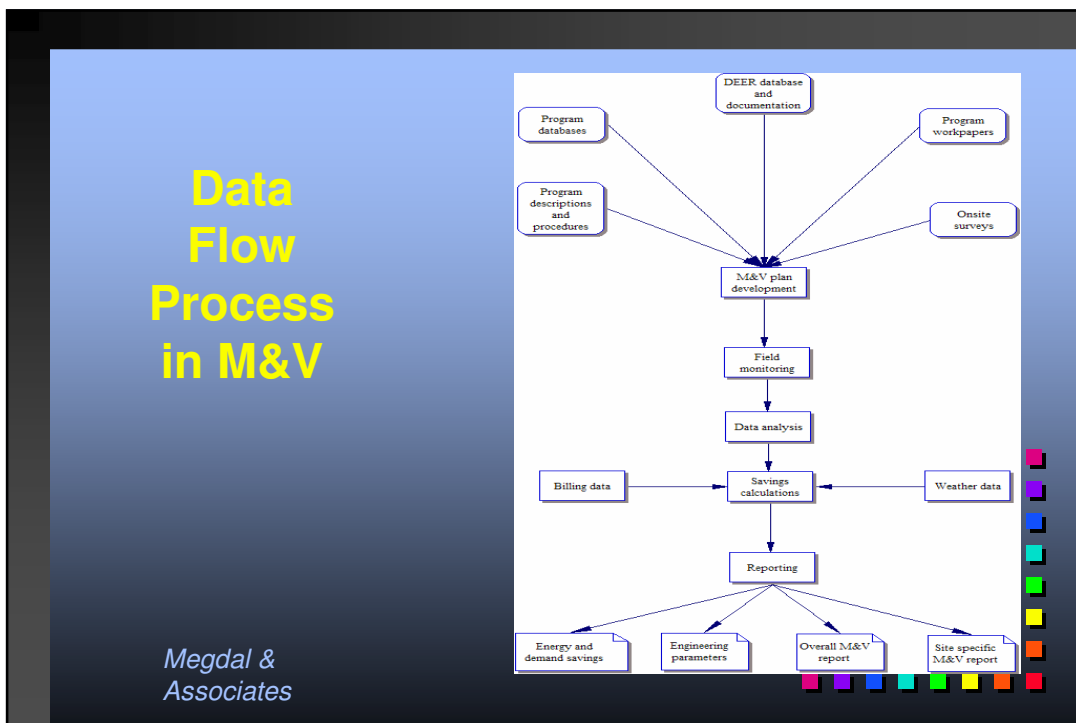 Data
Flow
Process
in M&V
DEER database
and
documentation
Program
databases
Program
workpapers
Program
descriptions
and
procedures
Onsite
surveys
M&V plan
development
Field
monitoring
Data analysis
Billing data
Savings
calculations
Weather data
Reporting
Energy and
demand savings
Engineering
parameters
Overall M&V
report
Site specific
M&V report
Megdal &
Associates